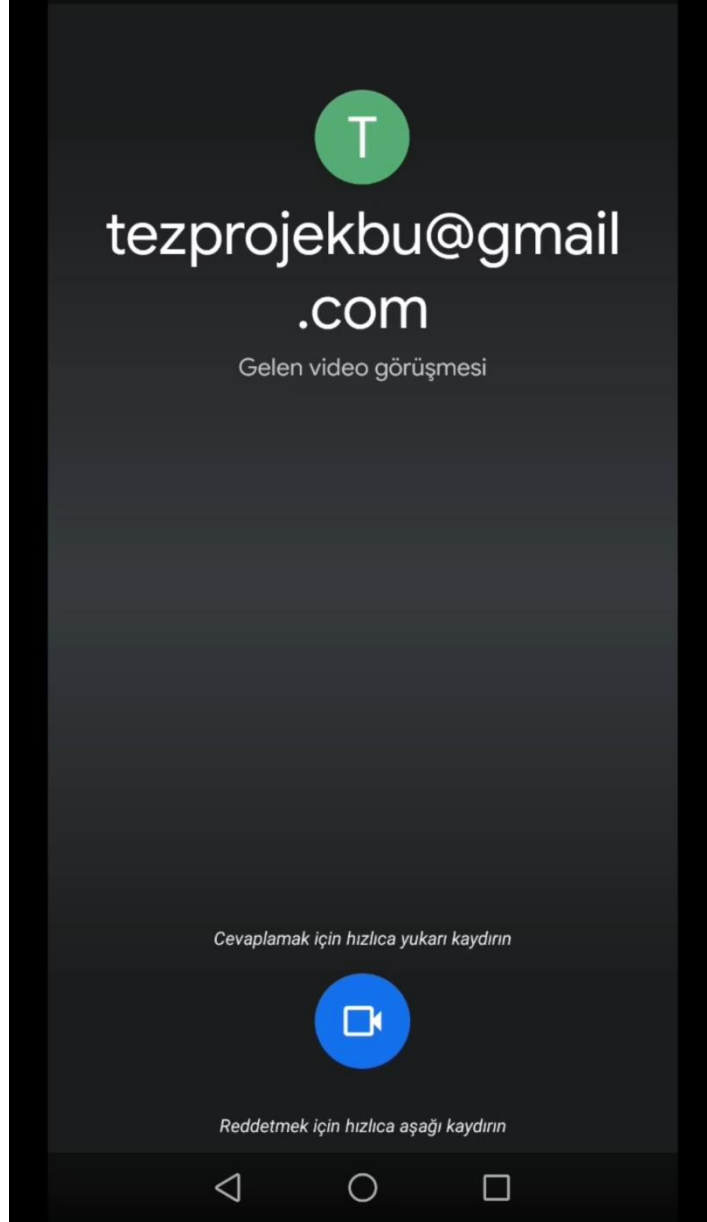 T
tezprojekbu@gmail
.com
Gelen video görüşmesi
Cevaplamak için hızlıca yukarı kaydırın
Reddetmek için hızlıca aşağı kaydırın